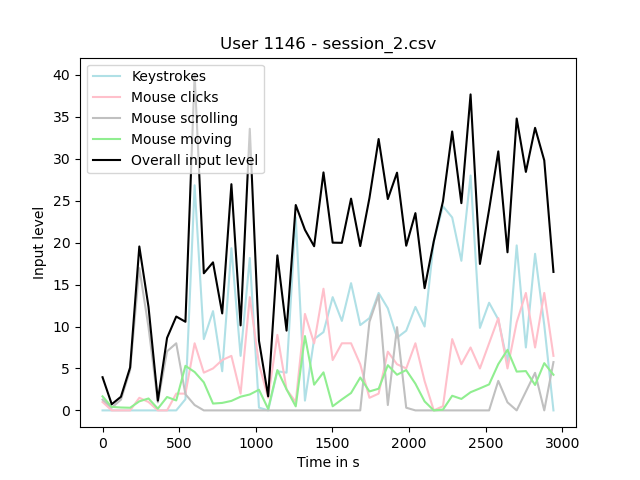 User 1146 - session_2.csv
Keystrokes
Mouse clicks
Mouse scrolling
Mouse moving
Overall input level
40
35
30
25
20
15
10
5
0
Input level
0 500 1000 1500 2000 2500 3000
Time in s